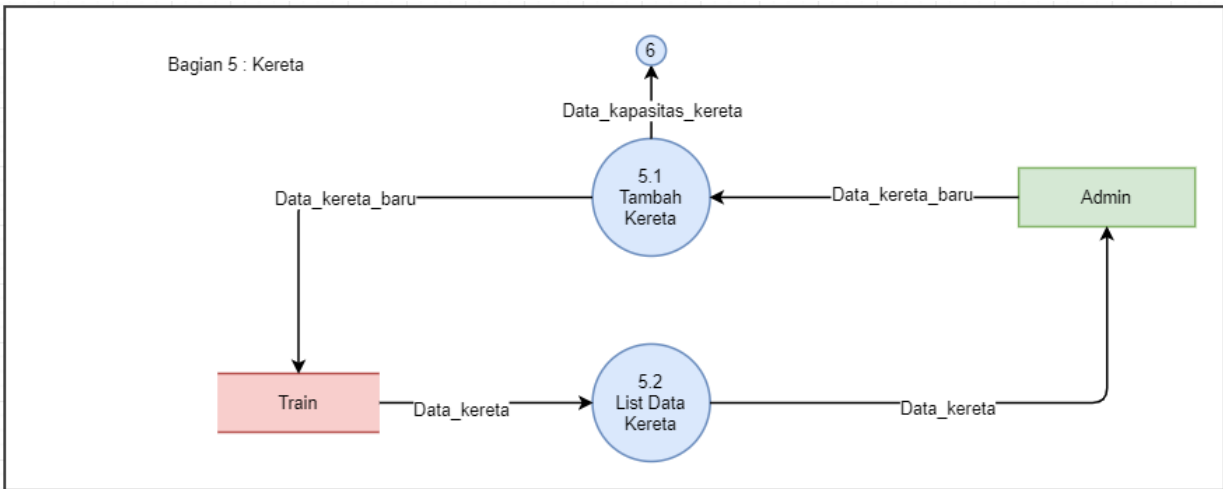 6
Bagian 5 : Kereta
Data_kapasitas_kereta
5.1
Tambah
Kereta
Data_kereta_baru
Data_kereta_baru
Admin
5.2
List Data
Kereta
Train
Data_kereta
Data_kereta